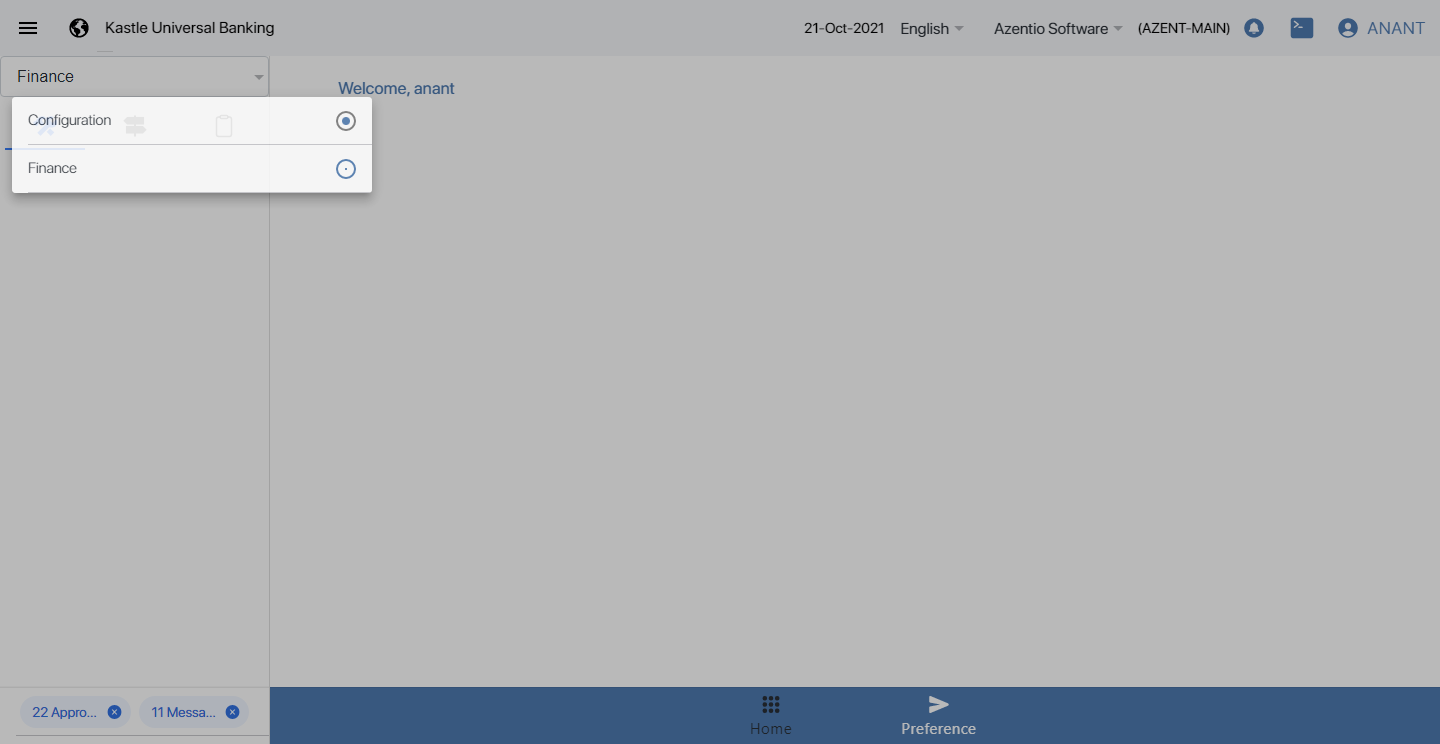 Kastle Universal Banking
21-Oct-2021
English
Azentio Software
(AZENT-MAIN)
ANANT
Finance
Welcome, anant
Configuration
Finance
22 Appro...
11 Messa...
Home
Preference